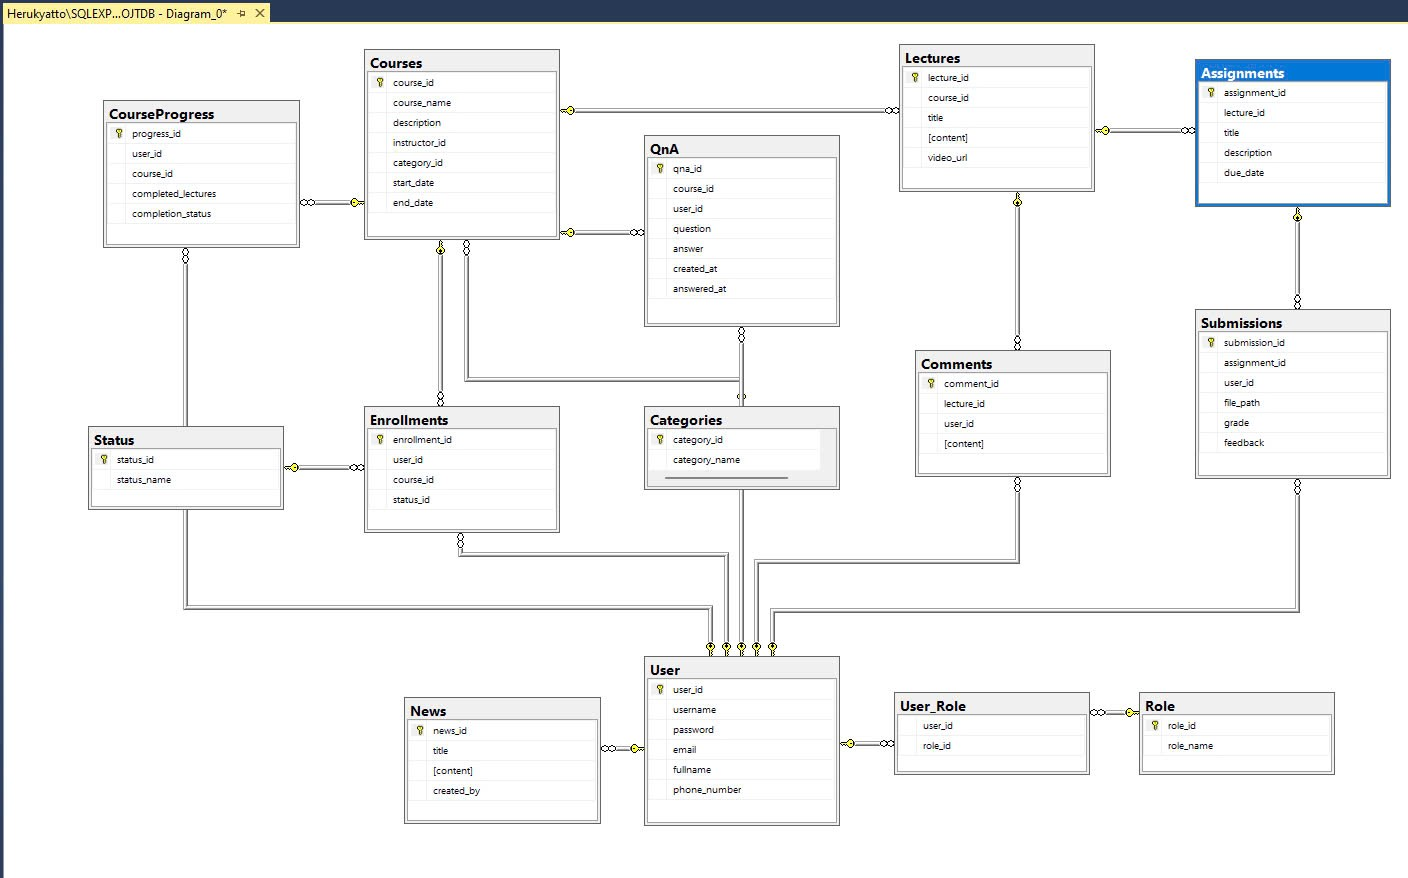 Herukyatto\SQLEXP...OJTDB - Diagram_0*
Courses
course_id
course_name
description
instructor_id
category_id
start_date
end_date
Lectures
lecture_id
course_id
title
[content]
video_url
Assignments
assignment_id
lecture_id
title
description
due_date
CourseProgress
progress_id
user_id
course_id
completed_lectures
completion_status
QnA
qna_id
course_id
user_id
question
answer
created_at
answered_at
Submissions
submission_id
assignment_id
user_id
file_path
grade
feedback
Comments
comment_id
lecture_id
user_id
[content]
Status
status_id
status_name
Enrollments
enrollment_id
user_id
course_id
status_id
Categories
category_id
category_name
User
user_id
username
password
email
fullname
phone_number
News
news_id
title
[content]
created_by
User_Role
user_id
role_id
Role
role_id
role_name